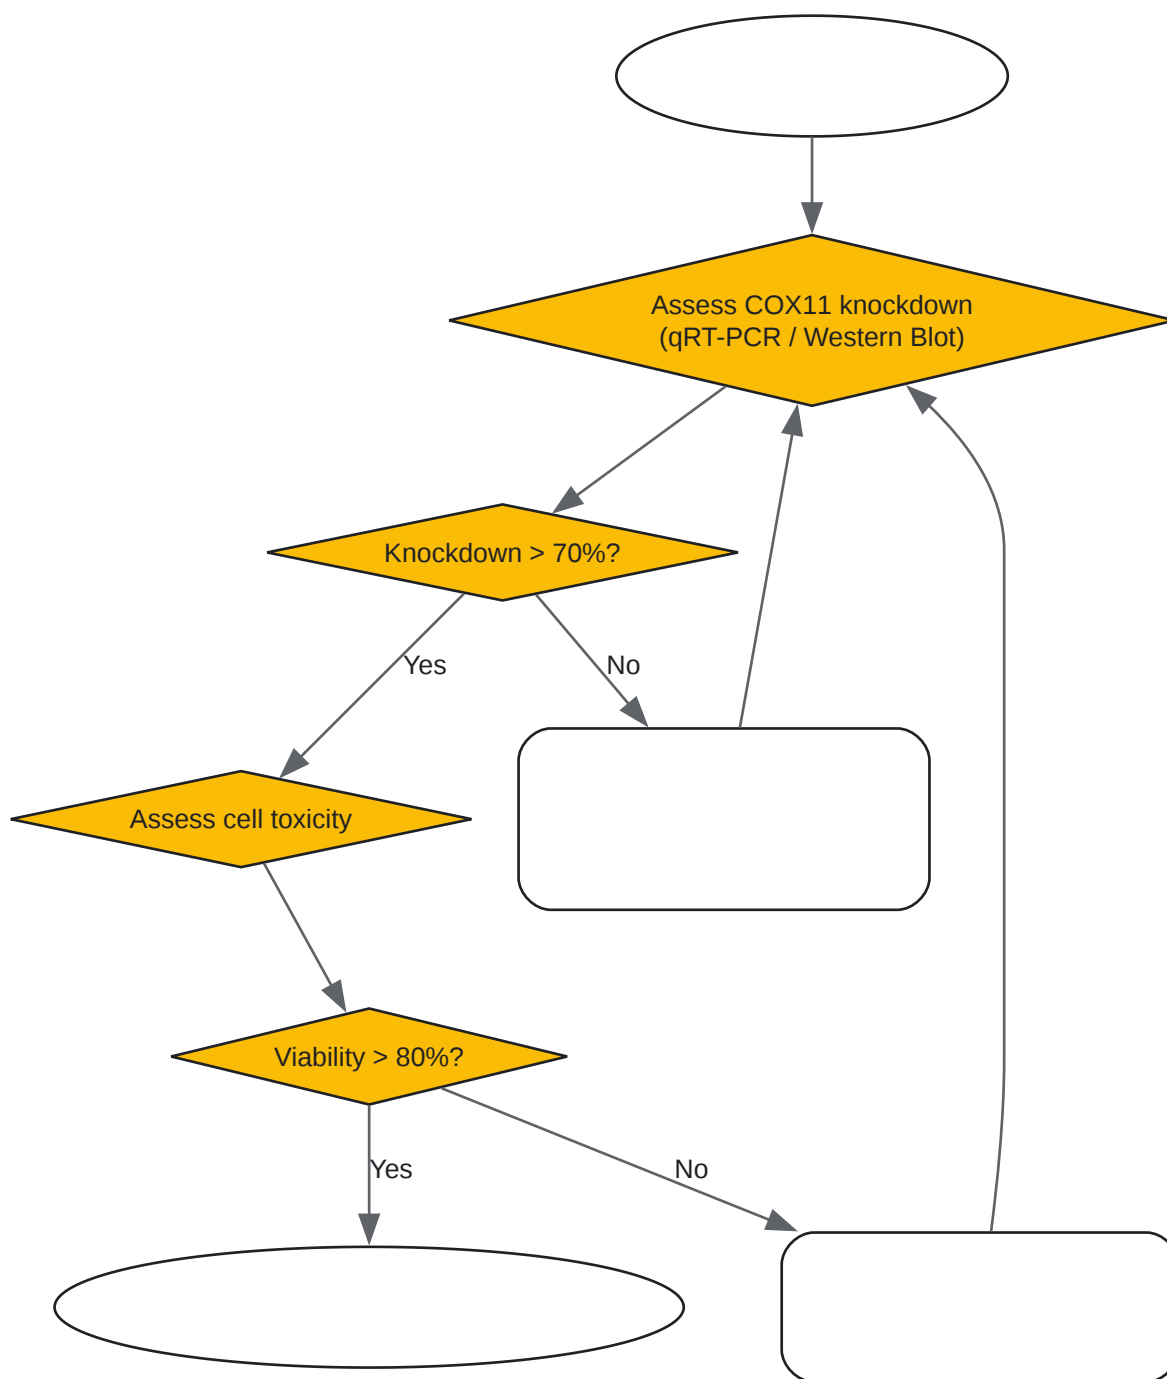 Assess COX11 knockdown
(qRT-PCR / Western Blot)
Knockdown > 70%?
Yes
No
Assess cell toxicity
Viability > 80%?
Yes
No